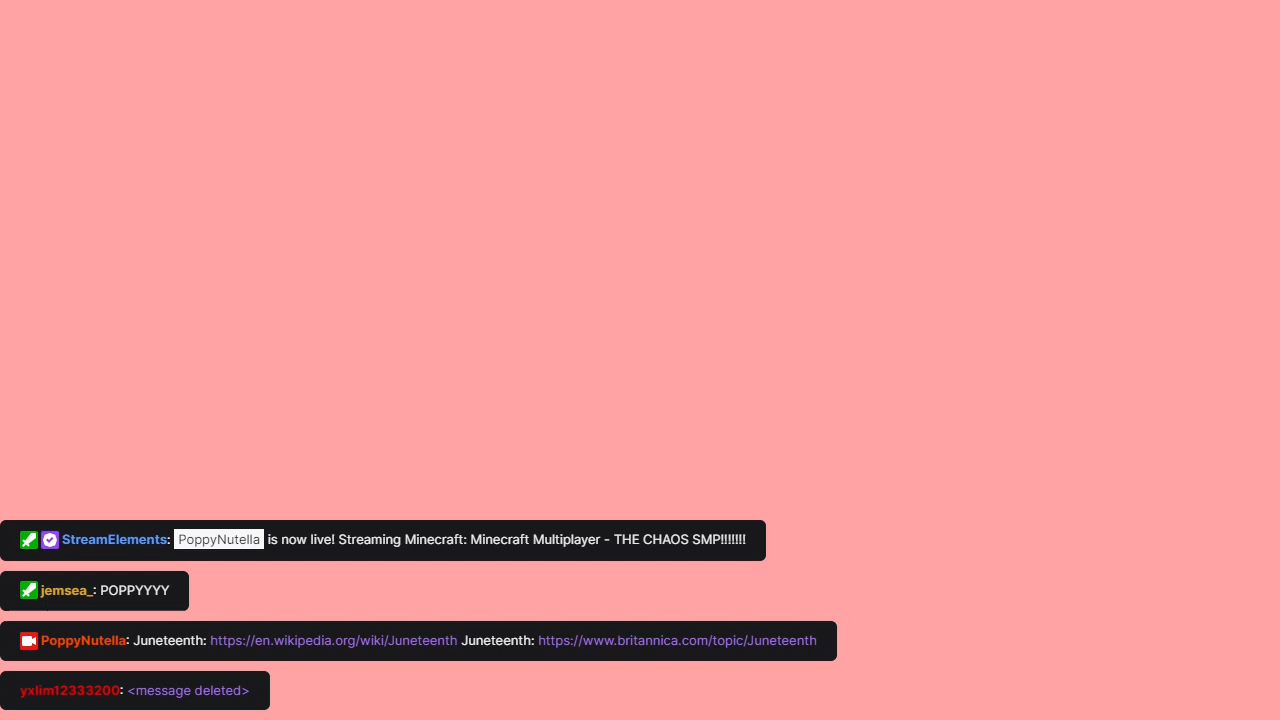 StreamElements: PoppyNutella is now live! Streaming Minecraft: Minecraft Multiplayer - THE CHAOS SMP!!!!!!!
jemsea_: POPPYYYY
PoppyNutella: Juneteenth: https://en.wikipedia.org/wiki/Juneteenth Juneteenth: https://www.britannica.com/topic/Juneteenth
yxlim12333200: <message deleted>